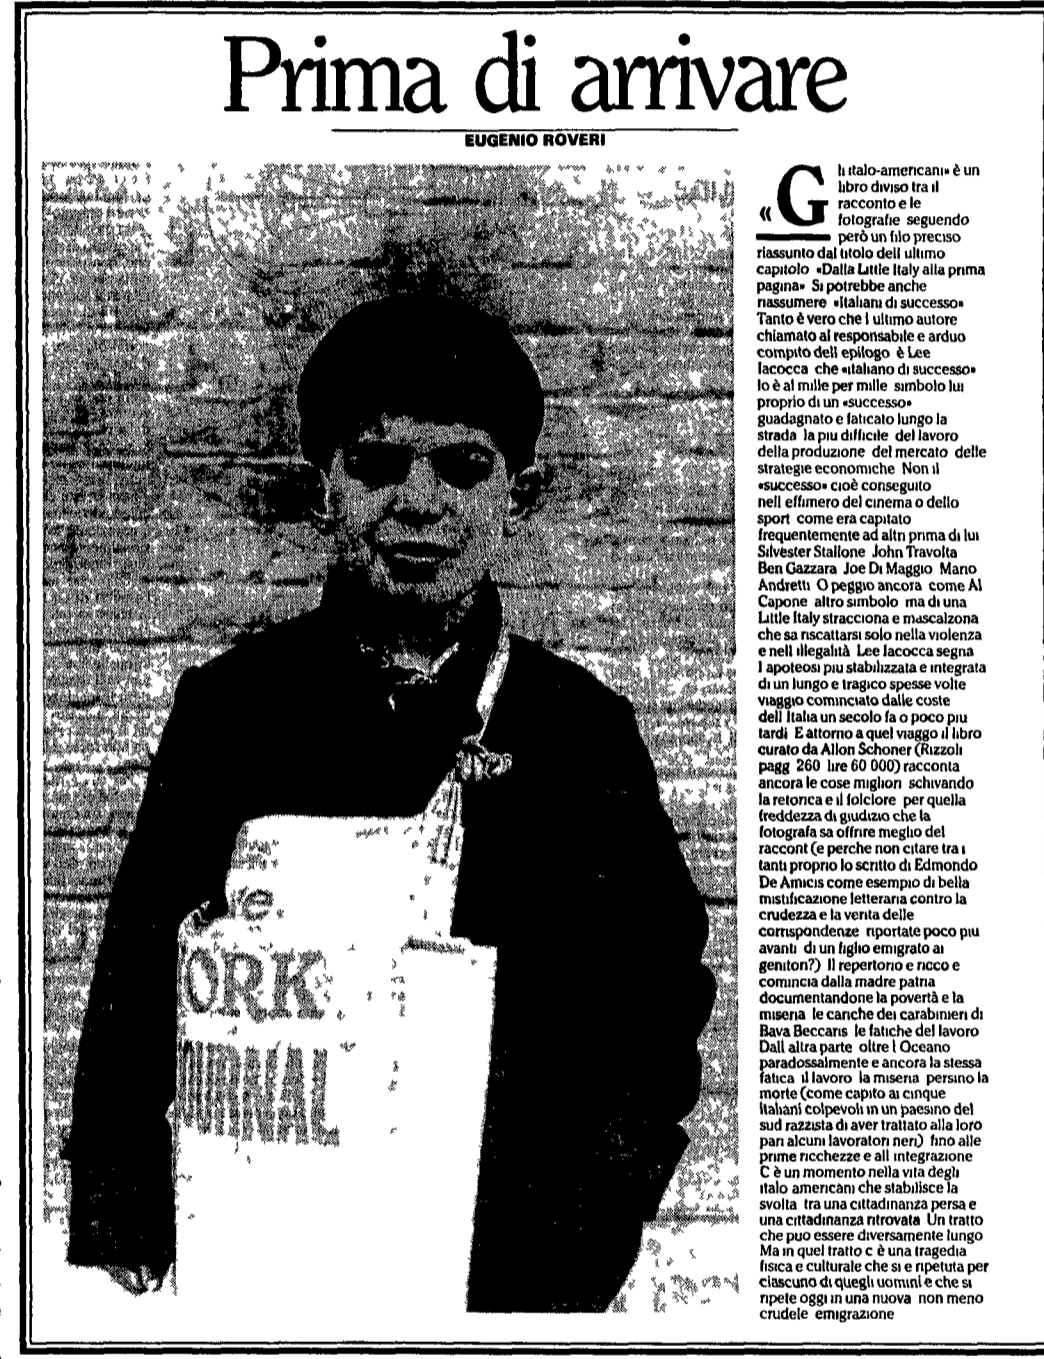 Prima di arrivare
EUGENIO ROVERI
«Gli italo-americani» è un
libro diviso tra il
racconto e le
fotografie seguendo
però un filo preciso
riassunto dal titolo dell ultimo
capitolo «Dalla Little Italy alla prima
pagina» Si potrebbe anche
riassumere «Italiani di successo»
Tanto è vero che l ultimo autore
chiamato al responsabile e arduo
compito dell epilogo è Lee
Iacocca che «italiano di successo»
lo è al mille per mille simbolo lui
proprio di un «successo»
guadagnato e faticato lungo la
strada la piu difficile del lavoro
della produzione del mercato delle
strategie economiche Non il
«successo» cioè conseguito
nell effimero del cinema o dello
sport come era capitato
frequentemente ad altri prima di lui
Silvester Stallone John Travolta
Ben Gazzara Joe Di Maggio Mario
Andretti O peggio ancora come Al
Capone altro simbolo ma di una
Little Italy stracciona e mascalzona
che sa riscattarsi solo nella violenza
e nell illegalità Lee Iacocca segna
l apoteosi piu stabilizzata e integrata
di un lungo e tragico spesse volte
viaggio cominciato dalle coste
dell Italia un secolo fa o poco piu
tardi E attorno a quel viaggio il libro
curato da Allon Schoner (Rizzoli
pagg 260 lire 60 000) racconta
ancora le cose migliori schivando
la retorica e il folclore per quella
freddezza di giudizio che la
fotografa sa offrire meglio del
raccont (e perche non citare tra i
tanti proprio lo scritto di Edmondo
De Amicis come esempio di bella
mistificazione letteraria contro la
crudezza e la verita delle
corrispondenze riportate poco piu
avanti di un figlio emigrato ai
genitori?) Il repertorio e ricco e
comincia dalla madre patria
documentandone la povertà e la
miseria le cariche dei carabinieri di
Bava Beccaris le fatiche del lavoro
Dall altra parte oltre l Oceano
paradossalmente e ancora la stessa
fatica il lavoro la miseria persino la
morte (come capito ai cinque
italiani colpevoli in un paesino del
sud razzista di aver trattato alla loro
pari alcuni lavoratori neri) fino alle
prime ricchezze e all integrazione
C è un momento nella vita degli
italo americani che stabilisce la
svolta tra una cittadinanza persa e
una cittadinanza ritrovata Un tratto
che puo essere diversamente lungo
Ma in quel tratto c è una tragedia
fisica e culturale che si e ripetuta per
ciascuno di quegli uomini e che si
ripete oggi in una nuova non meno
crudele emigrazione
ORK
URNAL